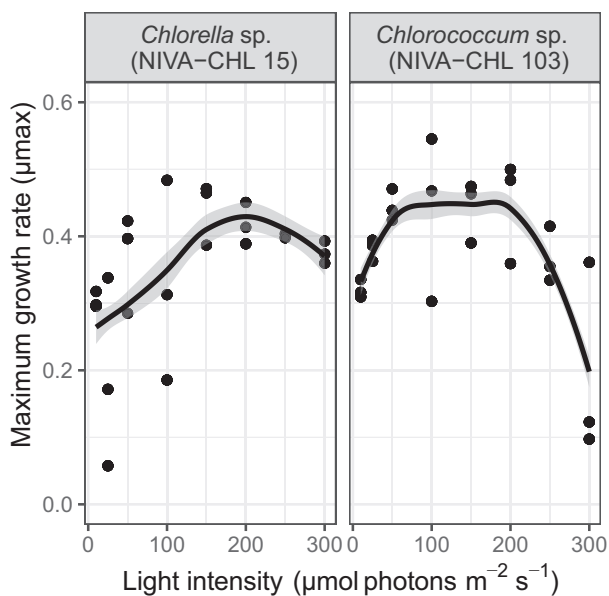 Chlorella sp.
(NIVA−CHL 15)
Chlorococcum sp.
(NIVA−CHL 103)
Maximum growth rate (μmax)
0.6
0.4
0.2
0.0
0 100 200 300
0 100 200 300
Light intensity (μmol photons m⁻² s⁻¹)